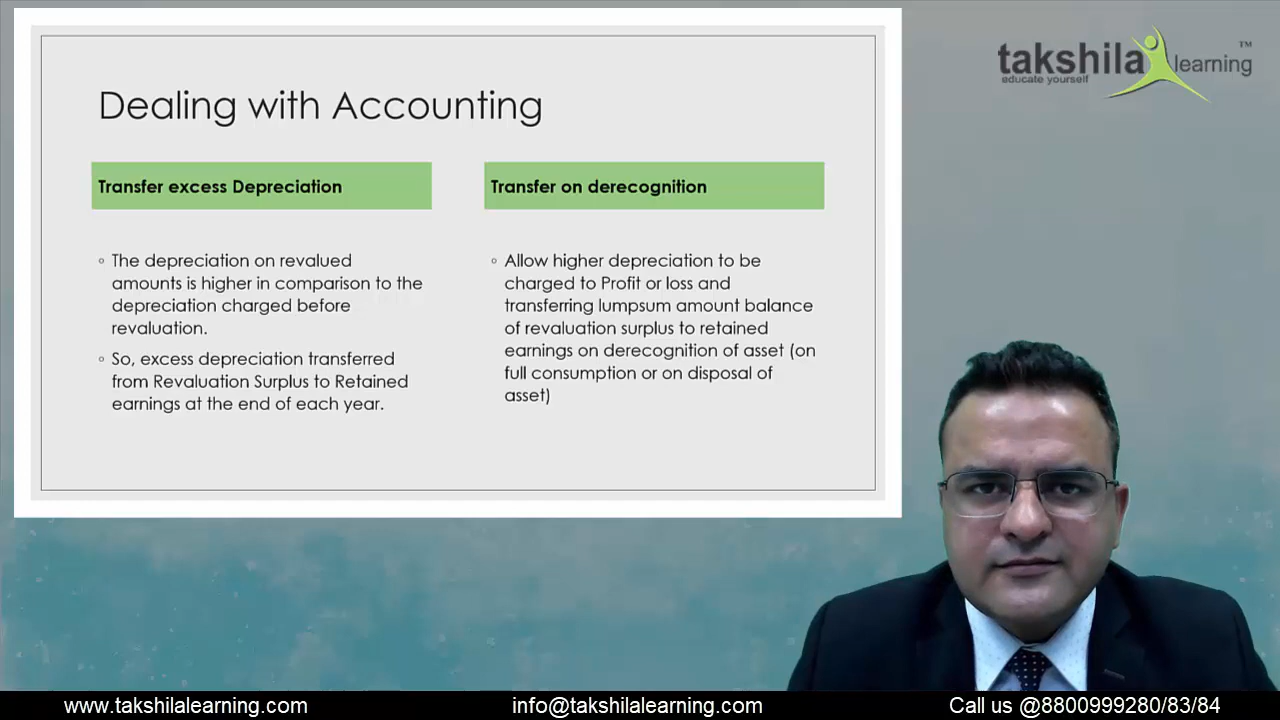 takshila learning ™
educate yourself
Dealing with Accounting
Transfer excess Depreciation
◦ The depreciation on revalued
amounts is higher in comparison to the
depreciation charged before
revaluation.
◦ So, excess depreciation transferred
from Revaluation Surplus to Retained
earnings at the end of each year.
Transfer on derecognition
◦ Allow higher depreciation to be
charged to Profit or loss and
transferring lumpsum amount balance
of revaluation surplus to retained
earnings on derecognition of asset (on
full consumption or on disposal of
asset)
www.takshilalearning.com
info@takshilalearning.com
Call us @8800999280/83/84